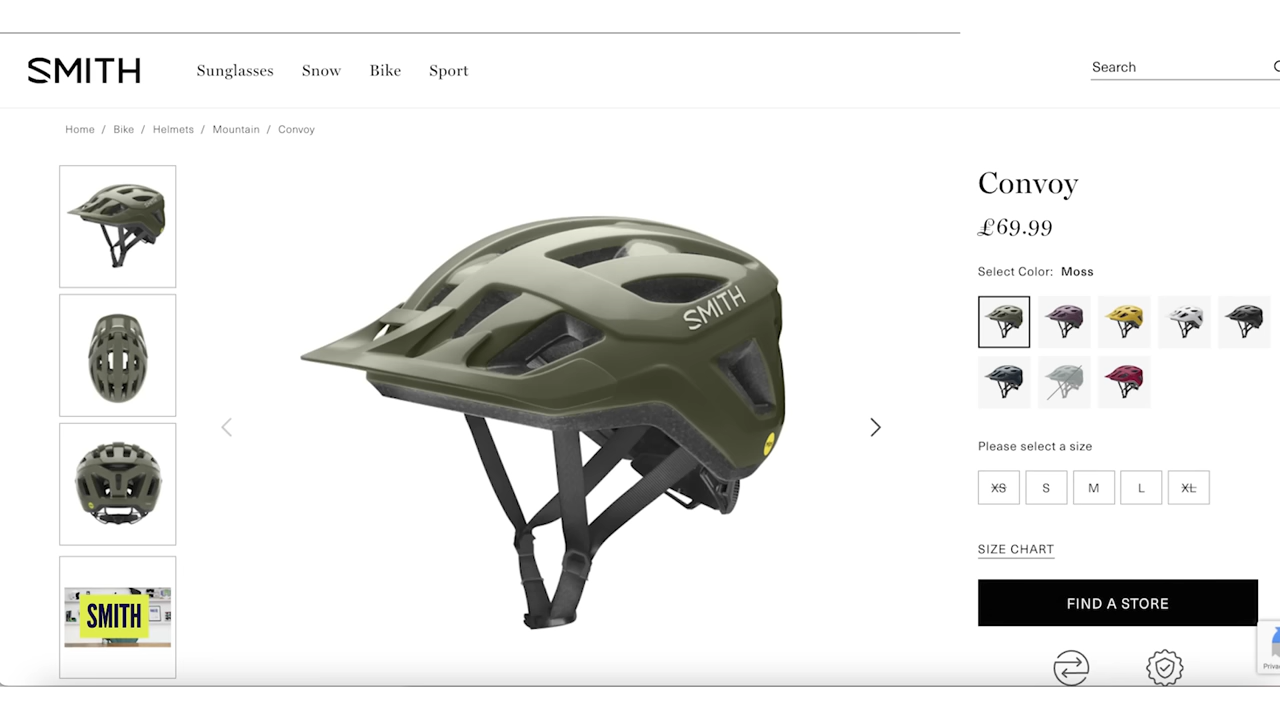 SMITH
Sunglasses Snow Bike Sport
Search
Home / Bike / Helmets / Mountain / Convoy
Convoy
£69.99
Select Color: Moss
SMITH
Please select a size
XS S M L XL
SIZE CHART
SMITH
FIND A STORE